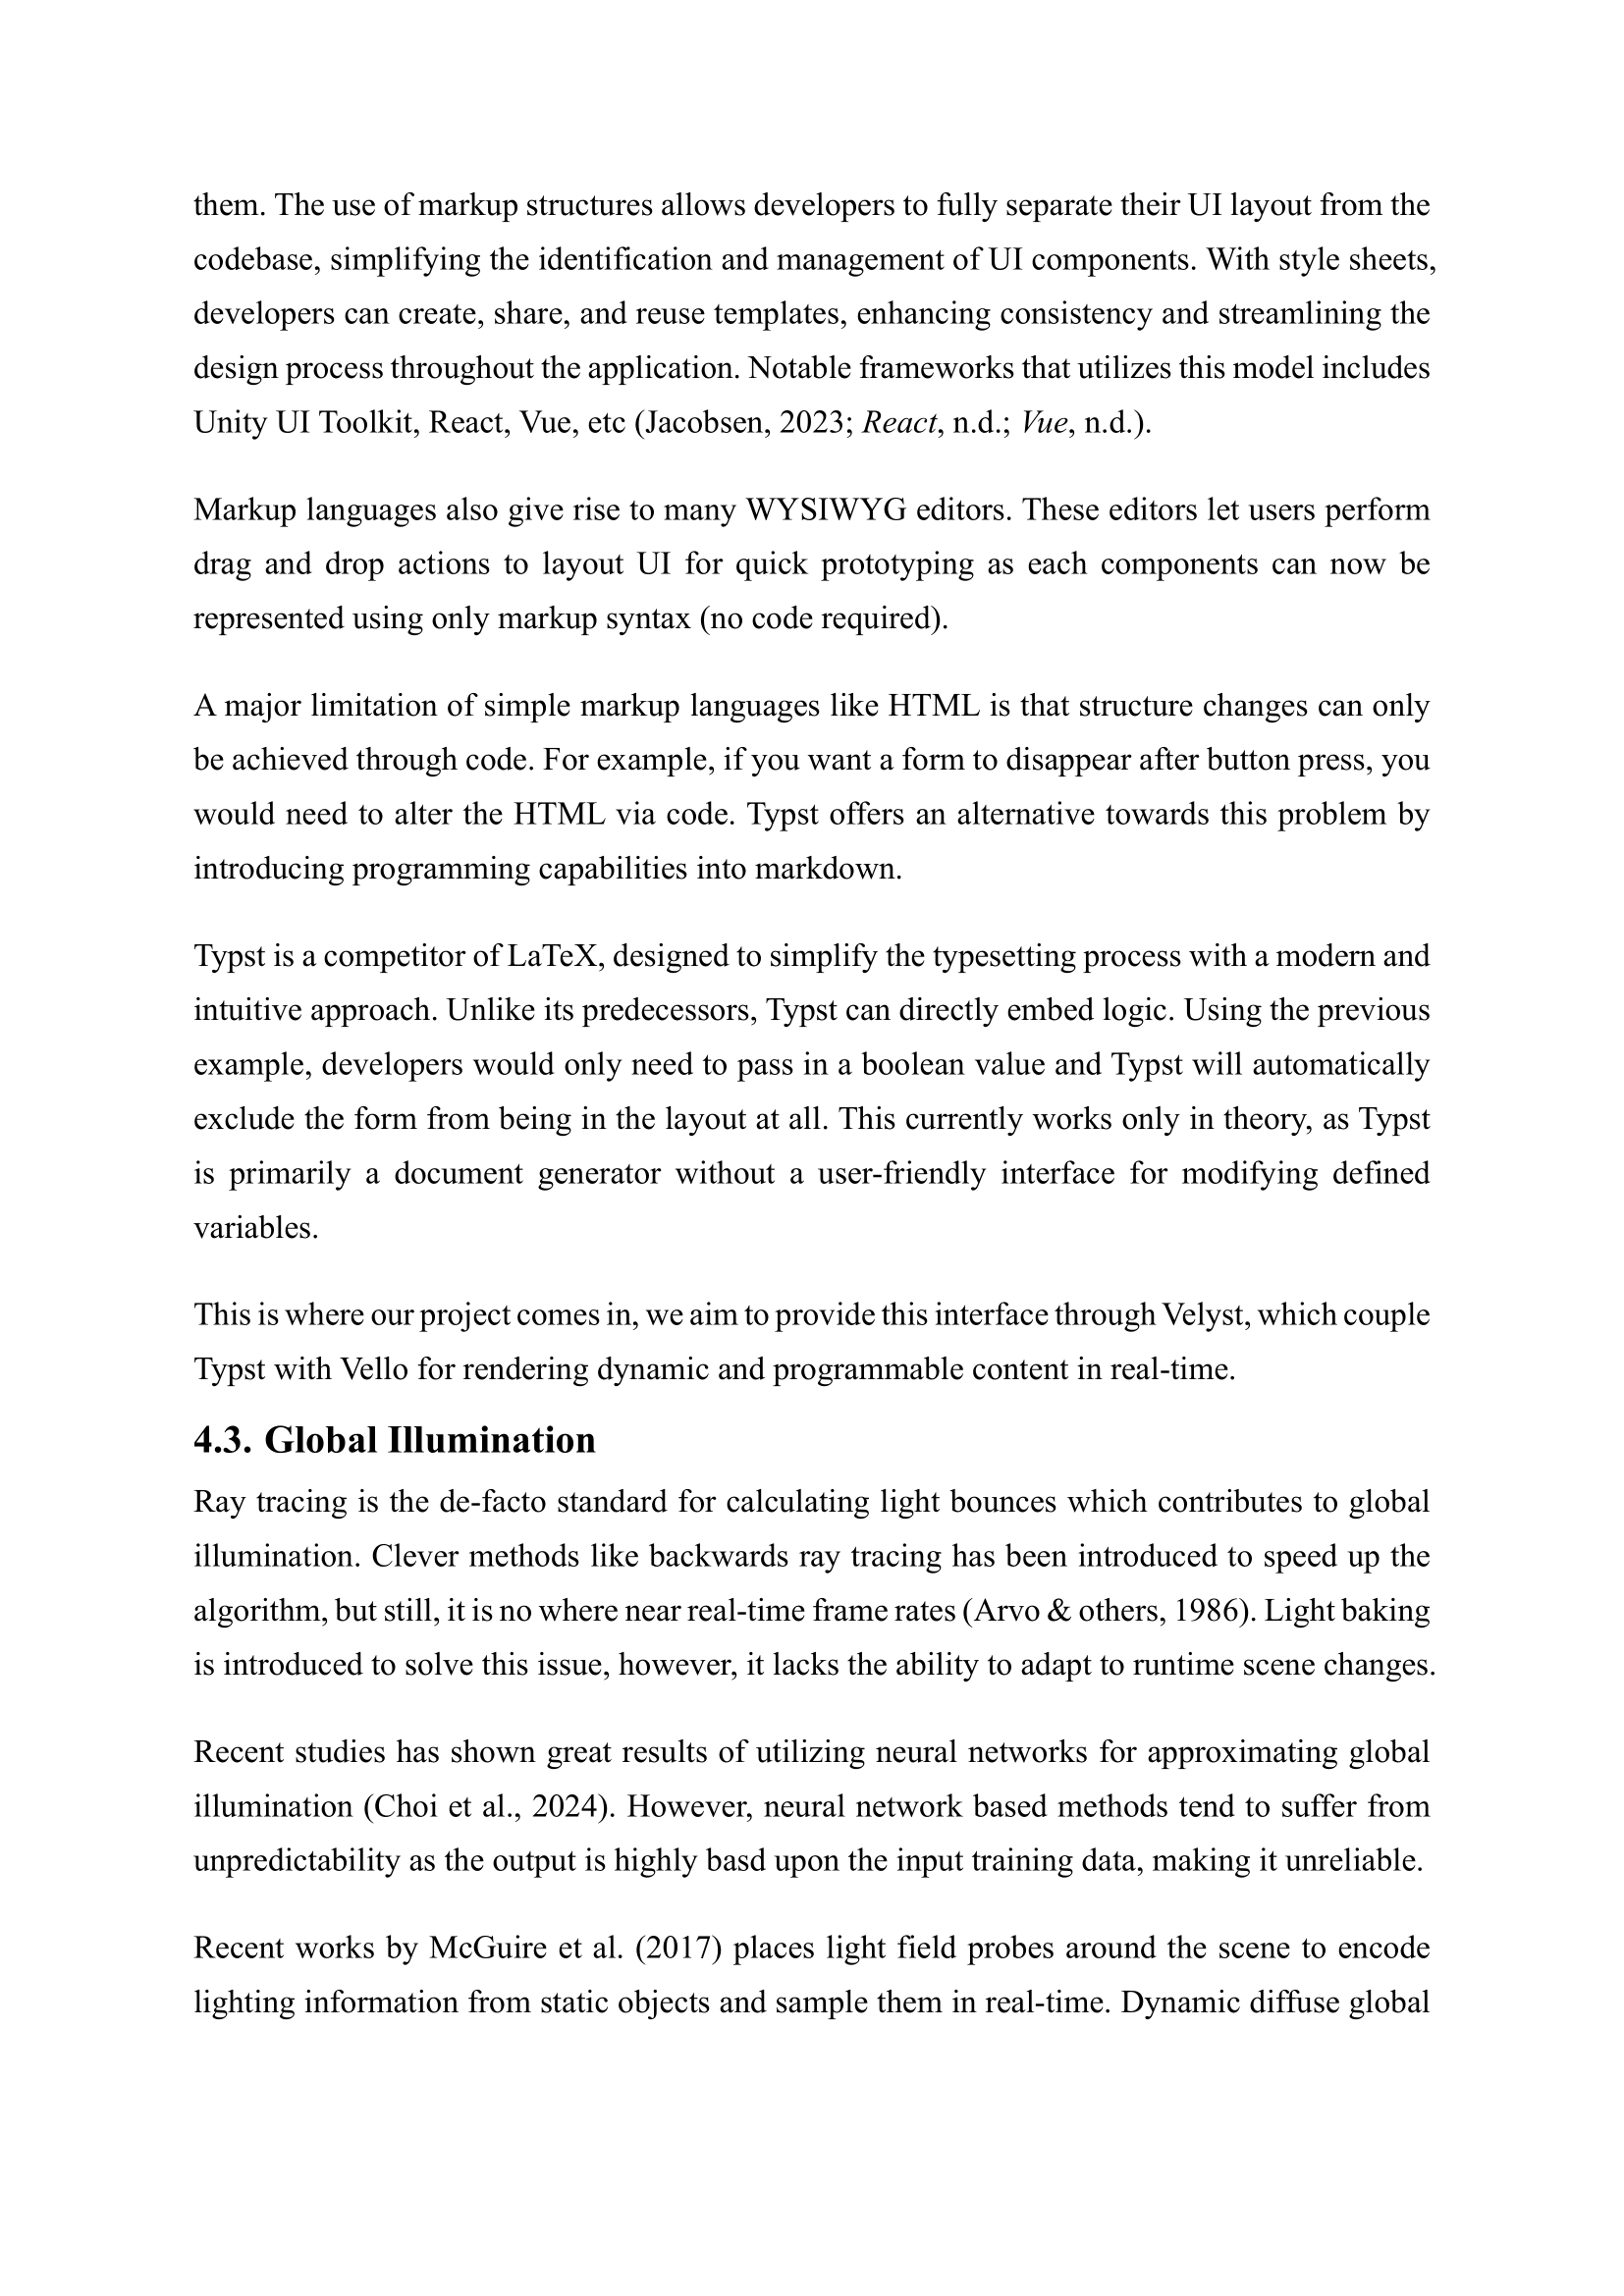 them. The use of markup structures allows developers to fully separate their UI layout from the
codebase, simplifying the identification and management of UI components. With style sheets,
developers can create, share, and reuse templates, enhancing consistency and streamlining the
design process throughout the application. Notable frameworks that utilizes this model includes
Unity UI Toolkit, React, Vue, etc (Jacobsen, 2023; React, n.d.; Vue, n.d.).
Markup languages also give rise to many WYSIWYG editors. These editors let users perform
drag and drop actions to layout UI for quick prototyping as each components can now be
represented using only markup syntax (no code required).
A major limitation of simple markup languages like HTML is that structure changes can only
be achieved through code. For example, if you want a form to disappear after button press, you
would need to alter the HTML via code. Typst offers an alternative towards this problem by
introducing programming capabilities into markdown.
Typst is a competitor of LaTeX, designed to simplify the typesetting process with a modern and
intuitive approach. Unlike its predecessors, Typst can directly embed logic. Using the previous
example, developers would only need to pass in a boolean value and Typst will automatically
exclude the form from being in the layout at all. This currently works only in theory, as Typst
is primarily a document generator without a user-friendly interface for modifying defined
variables.
This is where our project comes in, we aim to provide this interface through Velyst, which couple
Typst with Vello for rendering dynamic and programmable content in real-time.
4.3. Global Illumination
Ray tracing is the de-facto standard for calculating light bounces which contributes to global
illumination. Clever methods like backwards ray tracing has been introduced to speed up the
algorithm, but still, it is no where near real-time frame rates (Arvo & others, 1986). Light baking
is introduced to solve this issue, however, it lacks the ability to adapt to runtime scene changes.
Recent studies has shown great results of utilizing neural networks for approximating global
illumination (Choi et al., 2024). However, neural network based methods tend to suffer from
unpredictability as the output is highly basd upon the input training data, making it unreliable.
Recent works by McGuire et al. (2017) places light field probes around the scene to encode
lighting information from static objects and sample them in real-time. Dynamic diffuse global